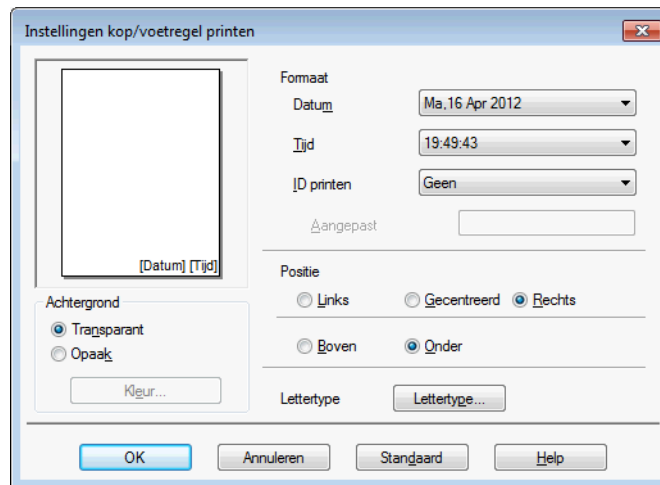 Instellingen kop/voetregel printen
Formaat
Datum
Ma,16 Apr 2012
Tijd
19:49:43
ID printen
Geen
Aangepast
[Datum] [Tijd]
Achtergrond
Transparant
Opaak
Kleur...
Positie
Links
Gecentreerd
Rechts
Boven
Onder
Lettertype
Lettertype...
OK
Annuleren
Standaard
Help